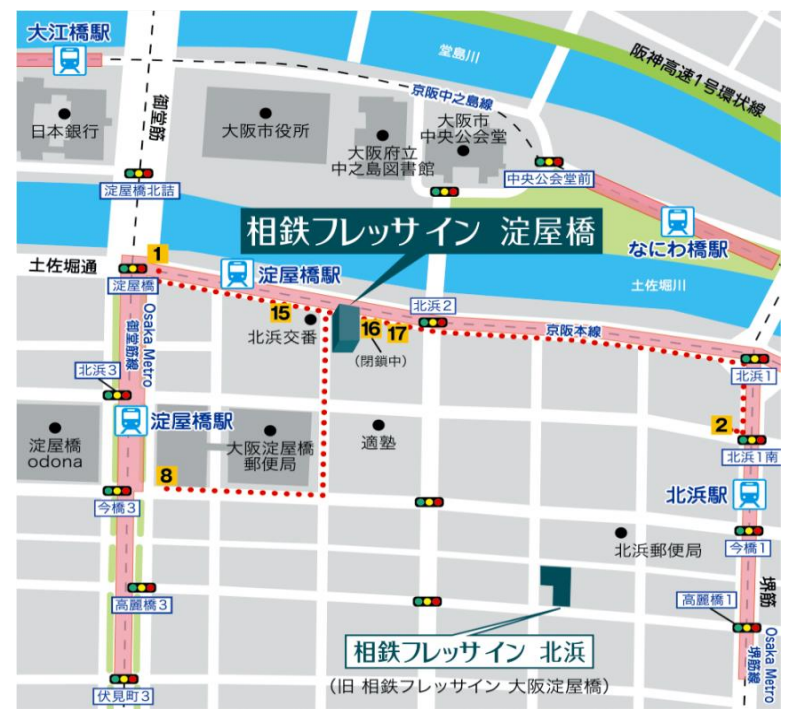 大江橋駅
堂島川
阪神高速1号環状線
御堂筋
京阪中之島線
日本銀行
大阪市役所
大阪府立
中之島図書館
大阪市
中央公会堂
淀屋橋北詰
中央公会堂前
相鉄フレッサイン 淀屋橋
なにわ橋駅
土佐堀通
1
淀屋橋
淀屋橋駅
土佐堀川
15
北浜交番
16
17
(閉鎖中)
北浜2
京阪本線
北浜1
Osaka Metro
御堂筋線
北浜3
淀屋橋駅
淀屋橋
odona
大阪淀屋橋
郵便局
適塾
2
北浜1南
8
今橋3
北浜駅
北浜郵便局
今橋1
高麗橋3
高麗橋1
堺筋
Osaka Metro
堺筋線
相鉄フレッサイン 北浜
(旧 相鉄フレッサイン 大阪淀屋橋)
伏見町3